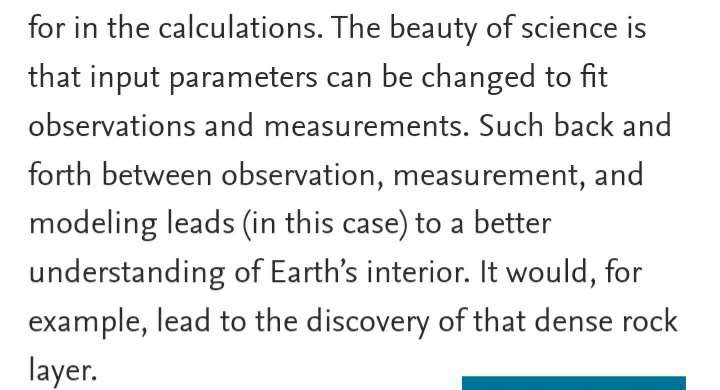 for in the calculations. The beauty of science is
that input parameters can be changed to fit
observations and measurements. Such back and
forth between observation, measurement, and
modeling leads (in this case) to a better
understanding of Earth’s interior. It would, for
example, lead to the discovery of that dense rock
layer.